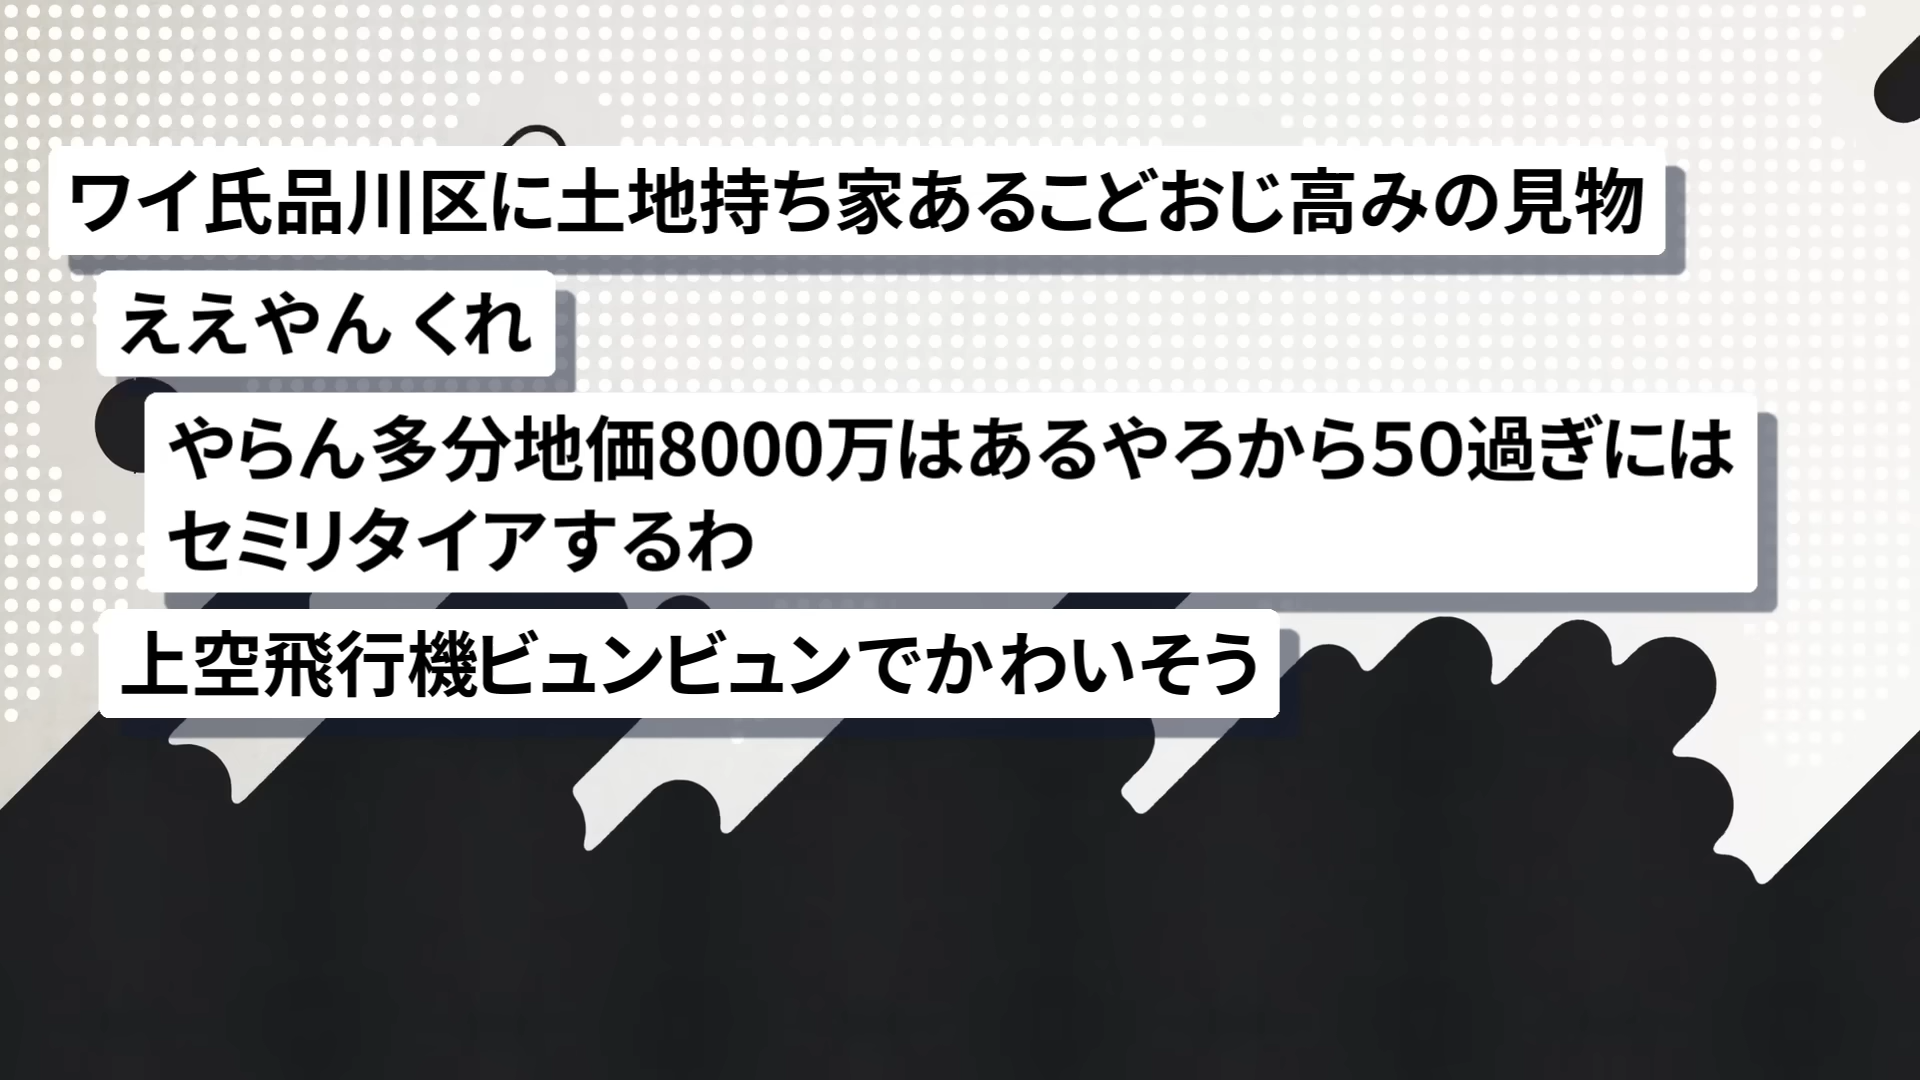 ワイ氏品川区に土地持ち家あるこどおじ高みの見物
ええやん くれ
やらん多分地価8000万はあるやろから50過ぎには
セミリタイアするわ
上空飛行機ビュンビュンでかわいそう